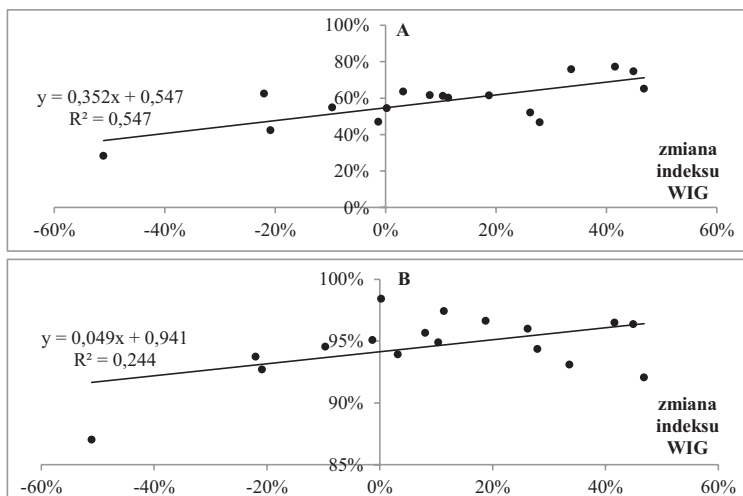 100%
A
80%
y = 0,352x + 0,547
R² = 0,547
60%
40%
zmiana
indeksu
WIG
20%
0%
-60% -40% -20% 0% 20% 40% 60%
100%
B
y = 0,049x + 0,941
R² = 0,244
95%
90%
zmiana
indeksu
WIG
85%
-60% -40% -20% 0% 20% 40% 60%